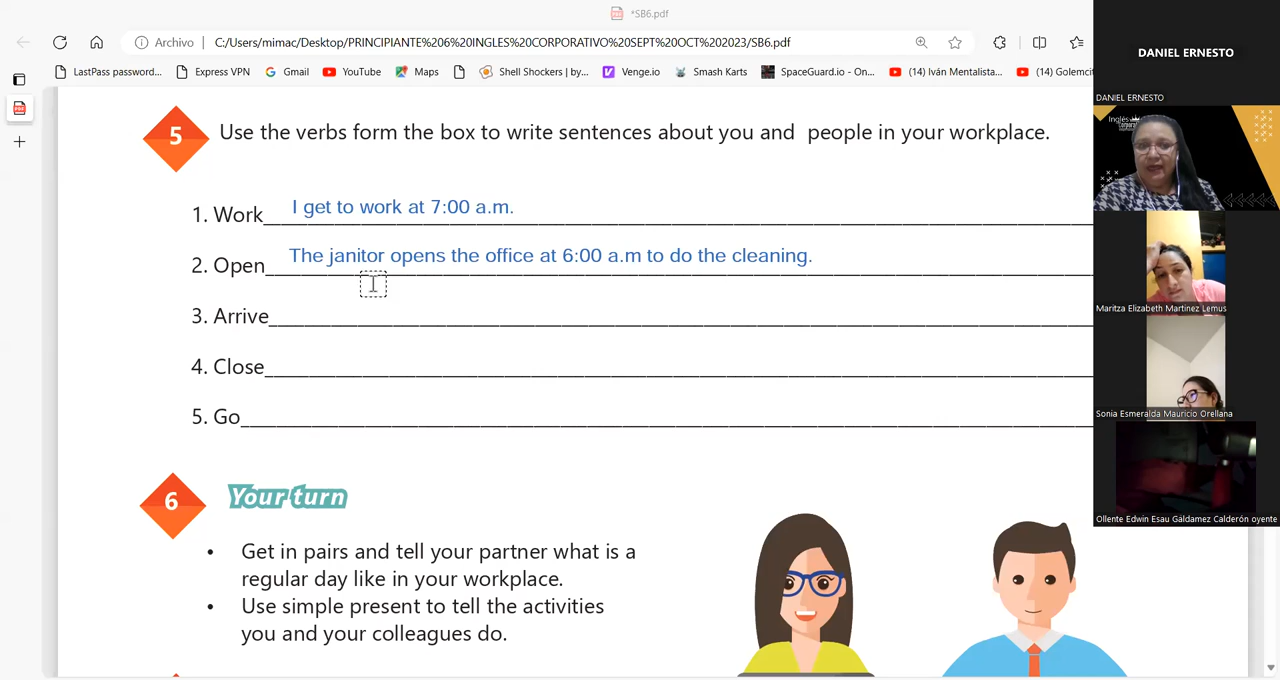 *SB6.pdf
Archivo C:/Users/mimac/Desktop/PRINCIPIANTE%206%20INGLES%20CORPORATIVO%20SEPT%20OCT%202023/SB6.pdf
LastPass password... Express VPN Gmail YouTube Maps Shell Shockers | by... Venge.io Smash Karts SpaceGuard.io - On... (14) Iván Mentalista... (14) Golemcit
5 Use the verbs form the box to write sentences about you and people in your workplace.
1. Work I get to work at 7:00 a.m.
2. Open The janitor opens the office at 6:00 a.m to do the cleaning.
3. Arrive
4. Close
5. Go
6 Your turn
• Get in pairs and tell your partner what is a
regular day like in your workplace.
• Use simple present to tell the activities
you and your colleagues do.
DANIEL ERNESTO
DANIEL ERNESTO
Maritza Elizabeth Martínez Lemus
Sonia Esmeralda Mauricio Orellana
Ollente Edwin Esau Galdamez Calderón oyente